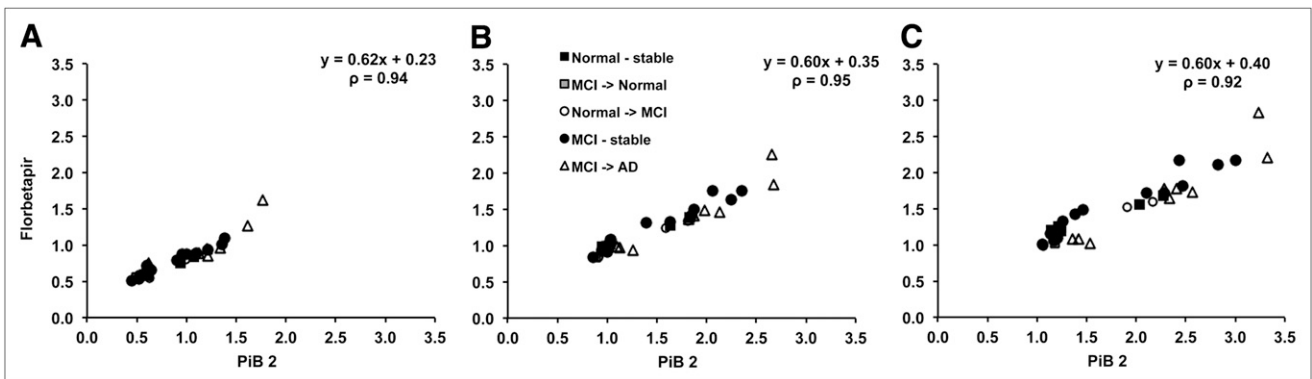 A
y = 0.62x + 0.23
ρ = 0.94
3.5
3.0
2.5
2.0
1.5
1.0
0.5
0.0
Florbetapir
0.0 0.5 1.0 1.5 2.0 2.5 3.0 3.5
PiB 2
B
y = 0.60x + 0.35
ρ = 0.95
Normal - stable
MCI -> Normal
Normal -> MCI
MCI - stable
MCI -> AD
3.5
3.0
2.5
2.0
1.5
1.0
0.5
0.0
0.0 0.5 1.0 1.5 2.0 2.5 3.0 3.5
PiB 2
C
y = 0.60x + 0.40
ρ = 0.92
3.5
3.0
2.5
2.0
1.5
1.0
0.5
0.0
0.0 0.5 1.0 1.5 2.0 2.5 3.0 3.5
PiB 2